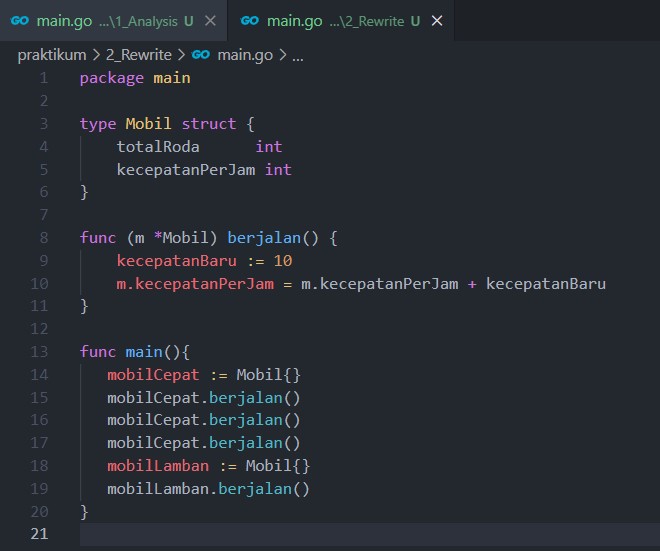 GO main.go ...\1_Analysis U × GO main.go ...\2_Rewrite U ×
praktikum > 2_Rewrite > GO main.go > ...
1 package main
2
3 type Mobil struct {
4     totalRoda      int
5     kecepatanPerJam int
6 }
7
8 func (m *Mobil) berjalan() {
9     kecepatanBaru := 10
10     m.kecepatanPerJam = m.kecepatanPerJam + kecepatanBaru
11 }
12
13 func main(){
14    mobilCepat := Mobil{}
15    mobilCepat.berjalan()
16    mobilCepat.berjalan()
17    mobilCepat.berjalan()
18    mobilLamban := Mobil{}
19    mobilLamban.berjalan()
20 }
21